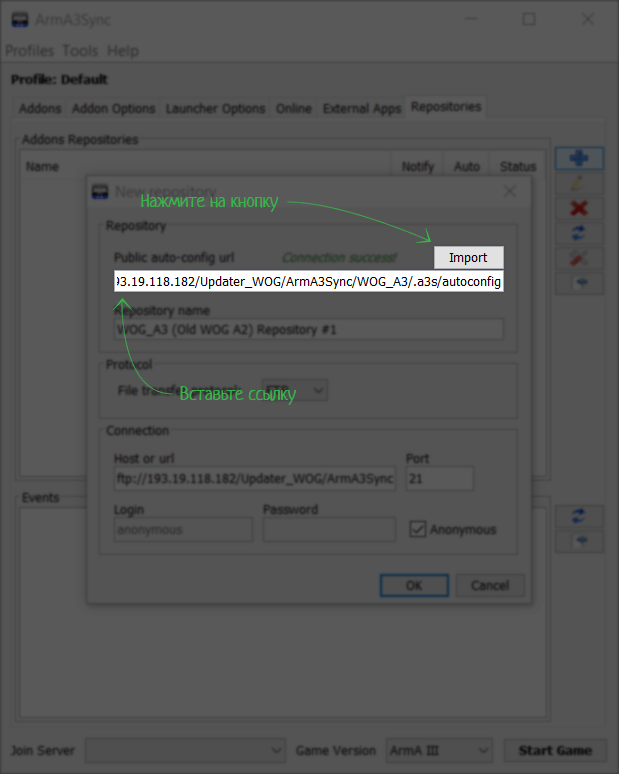 ArmA3Sync
Profiles Tools Help
Profile: Default
Addons Addon Options Launcher Options Online External Apps Repositories
Addons Repositories
Name Notify Auto Status
New repository
Нажмите на кнопку
Repository
Public auto-config url Connection success! Import
93.19.118.182/Updater_WOG/ArmA3Sync/WOG_A3/.a3s/autoconfig
Repository name
WOG_A3 (Old WOG A2) Repository #1
Protocol
File transfer protocol: FTP
Вставьте ссылку
Connection
Host or url Port
ftp://193.19.118.182/Updater_WOG/ArmA3Sync 21
Events
Login Password
anonymous Anonymous
OK Cancel
Join Server Game Version ArmA III Start Game